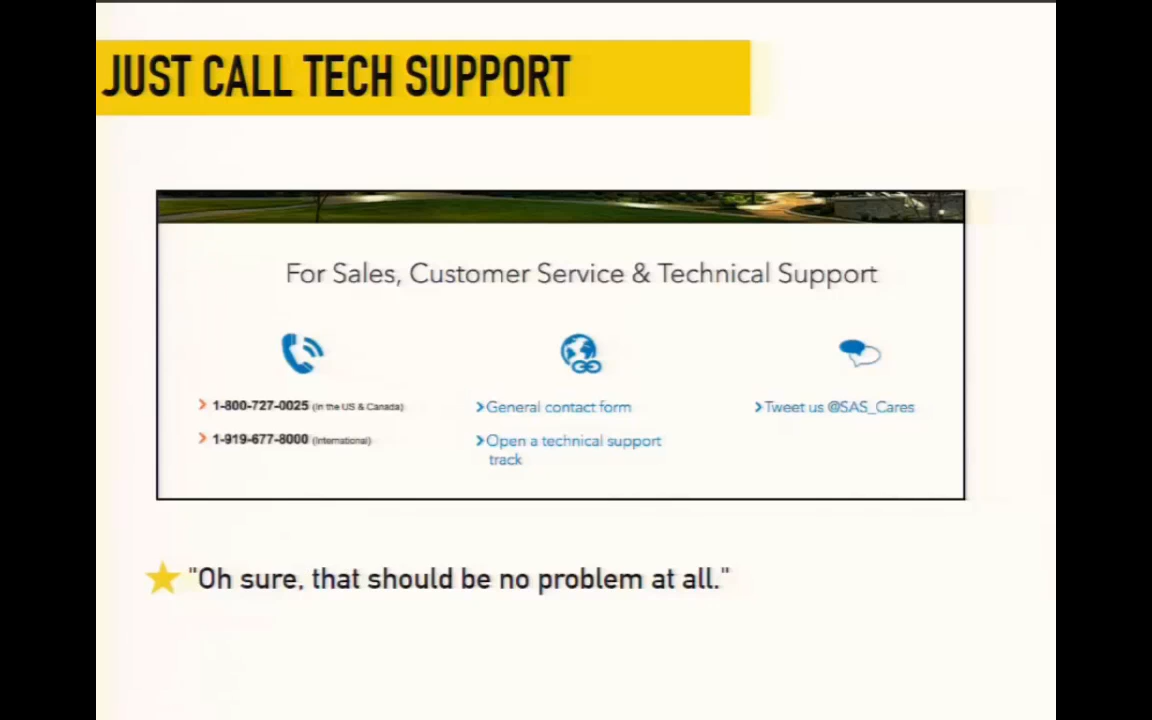 JUST CALL TECH SUPPORT
For Sales, Customer Service & Technical Support
1-800-727-0025 (in the US & Canada)
1-919-677-8000 (International)
General contact form
Open a technical support
track
Tweet us @SAS_Cares
"Oh sure, that should be no problem at all."